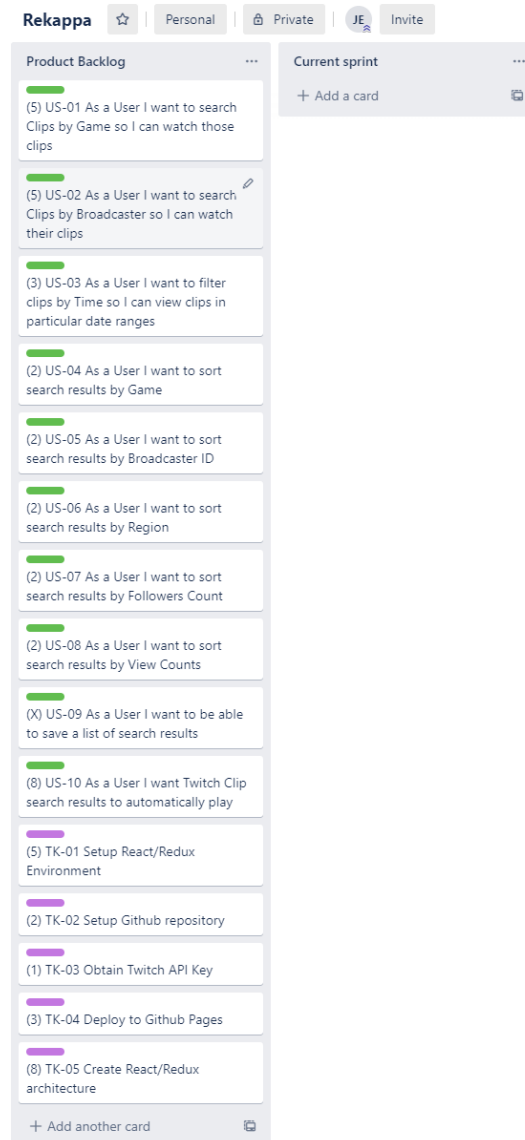 Rekappa
Personal
Private
JE
Invite
Product Backlog
(5) US-01 As a User I want to search
Clips by Game so I can watch those
clips
(5) US-02 As a User I want to search
Clips by Broadcaster so I can watch
their clips
(3) US-03 As a User I want to filter
clips by Time so I can view clips in
particular date ranges
(2) US-04 As a User I want to sort
search results by Game
(2) US-05 As a User I want to sort
search results by Broadcaster ID
(2) US-06 As a User I want to sort
search results by Region
(2) US-07 As a User I want to sort
search results by Followers Count
(2) US-08 As a User I want to sort
search results by View Counts
(X) US-09 As a User I want to be able
to save a list of search results
(8) US-10 As a User I want Twitch Clip
search results to automatically play
(5) TK-01 Setup React/Redux
Environment
(2) TK-02 Setup Github repository
(1) TK-03 Obtain Twitch API Key
(3) TK-04 Deploy to Github Pages
(8) TK-05 Create React/Redux
architecture
+ Add another card
Current sprint
+ Add a card